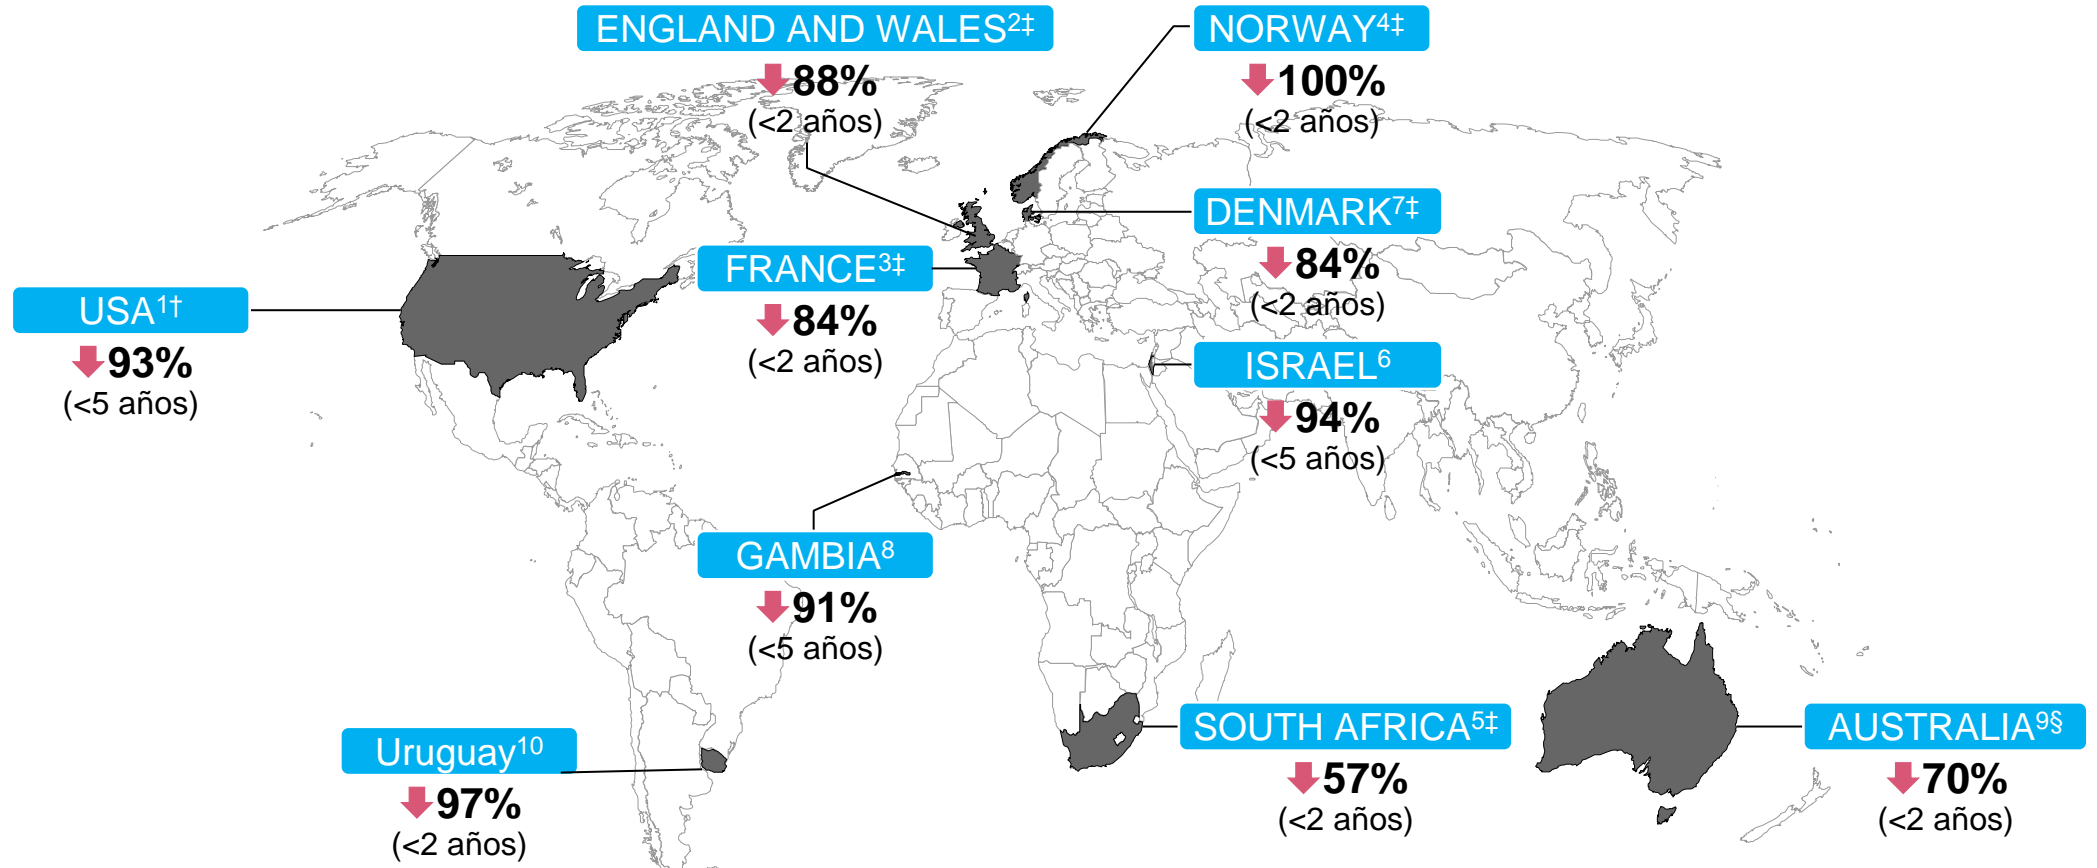 ENGLAND AND WALES2‡
88%
(<2 años)
NORWAY4‡
100%
(<2 años)
DENMARK7‡
84%
(<2 años)
FRANCE3‡
84%
(<2 años)
USA1†
93%
(<5 años)
ISRAEL6
94%
(<5 años)
GAMBIA8
91%
(<5 años)
SOUTH AFRICA5‡
57%
(<2 años)
AUSTRALIA9§
70%
(<2 años)
Uruguay10
97%
(<2 años)